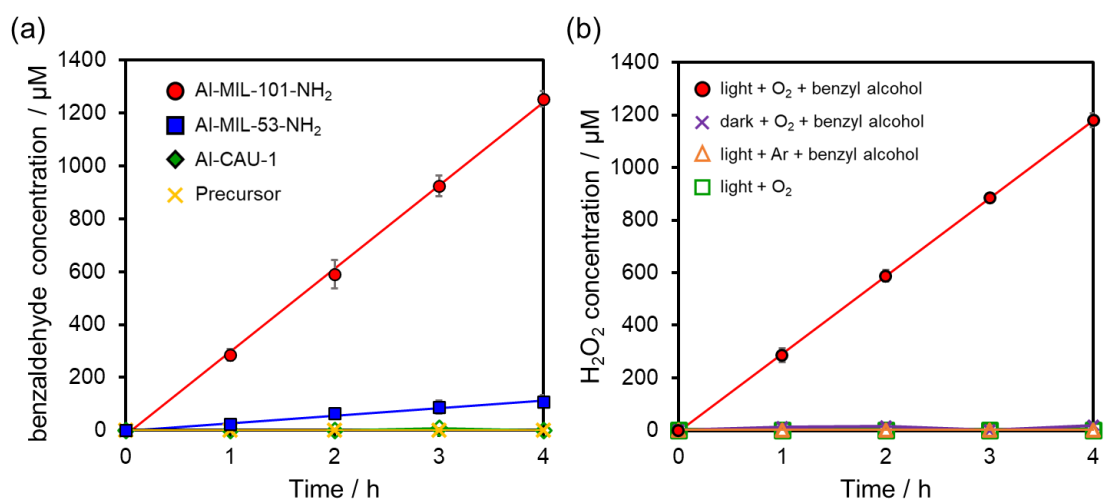 (a)
benzaldehyde concentration / µM
1400
1200
1000
800
600
400
200
0
Al-MIL-101-NH₂
Al-MIL-53-NH₂
Al-CAU-1
Precursor
0 1 2 3 4
Time / h
(b)
H₂O₂ concentration / µM
1400
1200
1000
800
600
400
200
0
light + O₂ + benzyl alcohol
dark + O₂ + benzyl alcohol
light + Ar + benzyl alcohol
light + O₂
0 1 2 3 4
Time / h